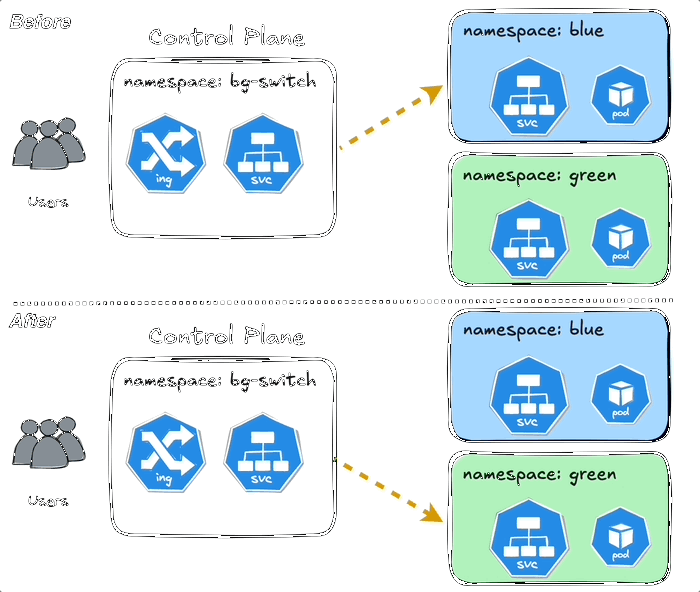 Before
Control Plane
namespace: bg-switch
ing
svc
Users
namespace: blue
svc
pod
namespace: green
svc
pod
After
Control Plane
namespace: bg-switch
ing
svc
Users
namespace: blue
svc
pod
namespace: green
svc
pod